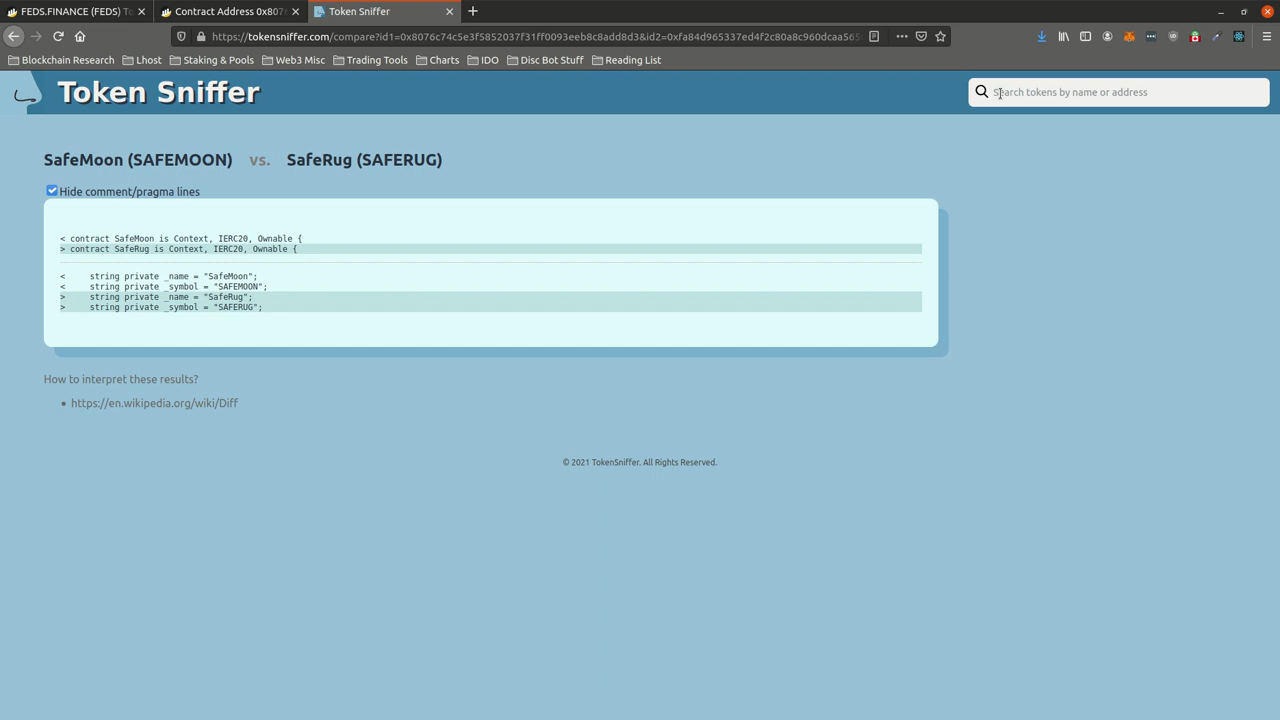 FEDS.FINANCE (FEDS) To
Contract Address 0x8076
Token Sniffer
https://tokensniffer.com/compare?id1=0x8076c74c5e3f5852037f31ff0093eeb8c8add8d3&id2=0xfa84d965337ed4f2c80a8c960dcaa565
Blockchain Research
Lhost
Staking & Pools
Web3 Misc
Trading Tools
Charts
IDO
Disc Bot Stuff
Reading List
Token Sniffer
Search tokens by name or address
SafeMoon (SAFEMOON) vs. SafeRug (SAFERUG)
Hide comment/pragma lines
< contract SafeMoon is Context, IERC20, Ownable {
> contract SafeRug is Context, IERC20, Ownable {
< string private _name = "SafeMoon";
< string private _symbol = "SAFEMOON";
> string private _name = "SafeRug";
> string private _symbol = "SAFERUG";
How to interpret these results?
https://en.wikipedia.org/wiki/Diff
© 2021 TokenSniffer. All Rights Reserved.